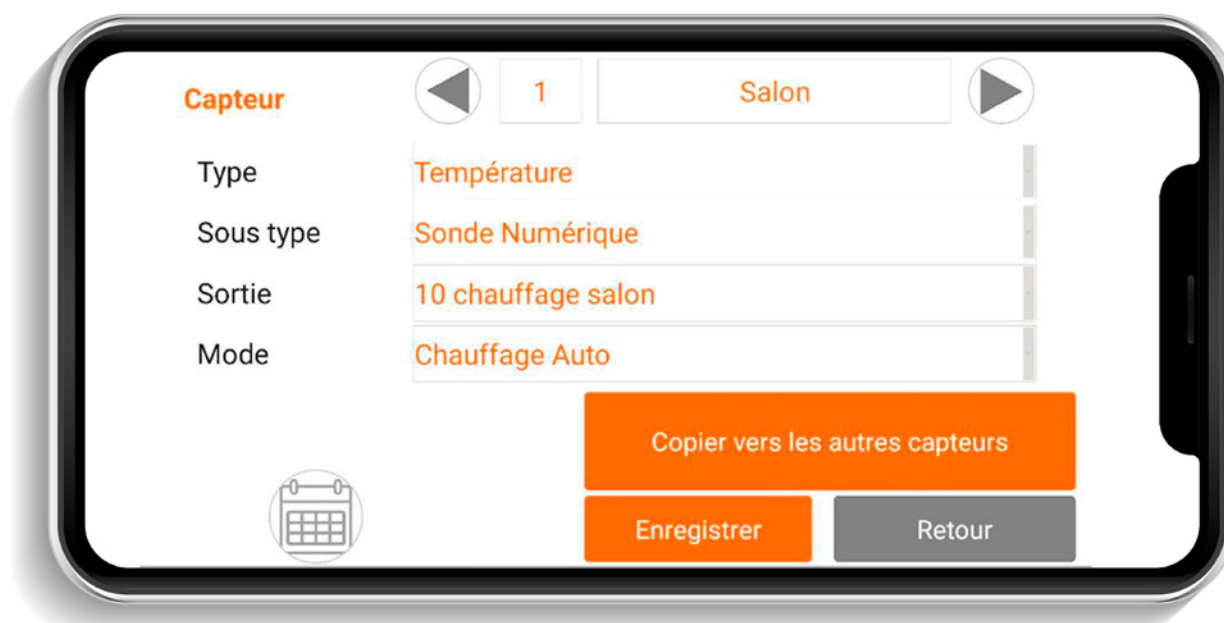 Capteur 1 Salon
Type Température
Sous type Sonde Numérique
Sortie 10 chauffage salon
Mode Chauffage Auto
Copier vers les autres capteurs
Enregistrer Retour